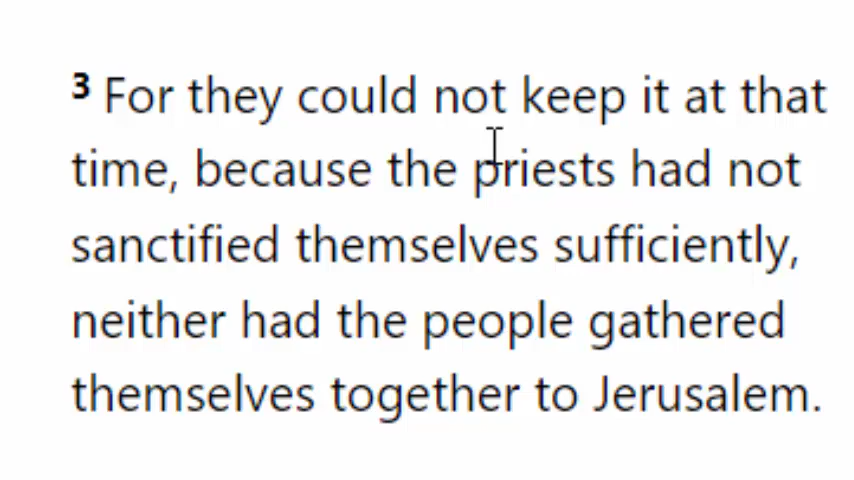 3 For they could not keep it at that
time, because the priests had not
sanctified themselves sufficiently,
neither had the people gathered
themselves together to Jerusalem.